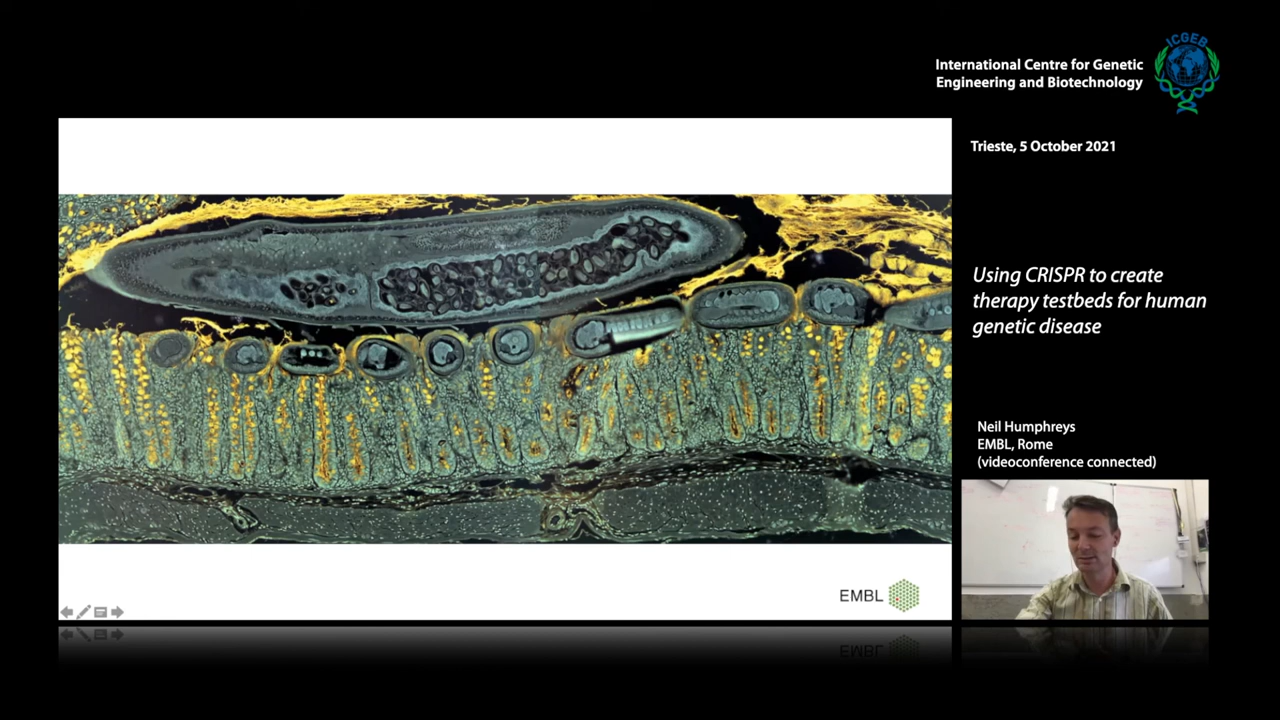 ICGEB
International Centre for Genetic
Engineering and Biotechnology
Trieste, 5 October 2021
Using CRISPR to create
therapy testbeds for human
genetic disease
Neil Humphreys
EMBL, Rome
(videoconference connected)
EMBL